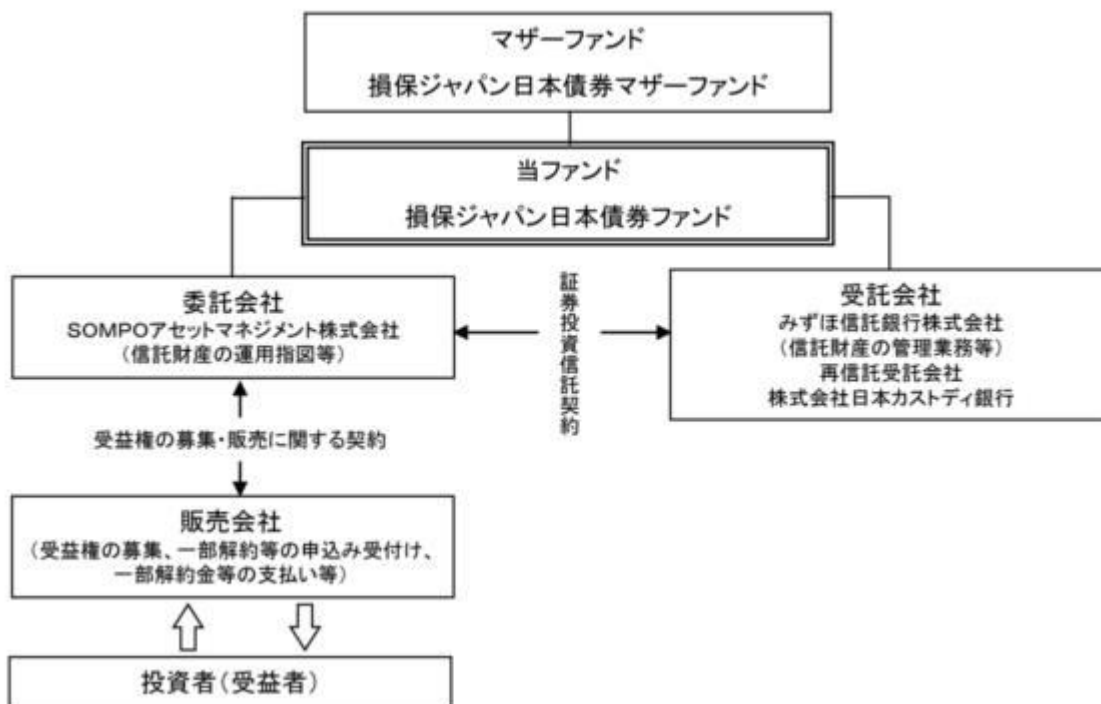 マザーファンド
損保ジャパン日本債券マザーファンド
当ファンド
損保ジャパン日本債券ファンド
委託会社
SOMPOアセットマネジメント株式会社
(信託財産の運用指図等)
証券投資信託契約
受託会社
みずほ信託銀行株式会社
(信託財産の管理業務等)
再信託受託会社
株式会社日本カストディ銀行
受益権の募集・販売に関する契約
販売会社
(受益権の募集、一部解約等の申込み受付け、
一部解約金等の支払い等)
投資者(受益者)